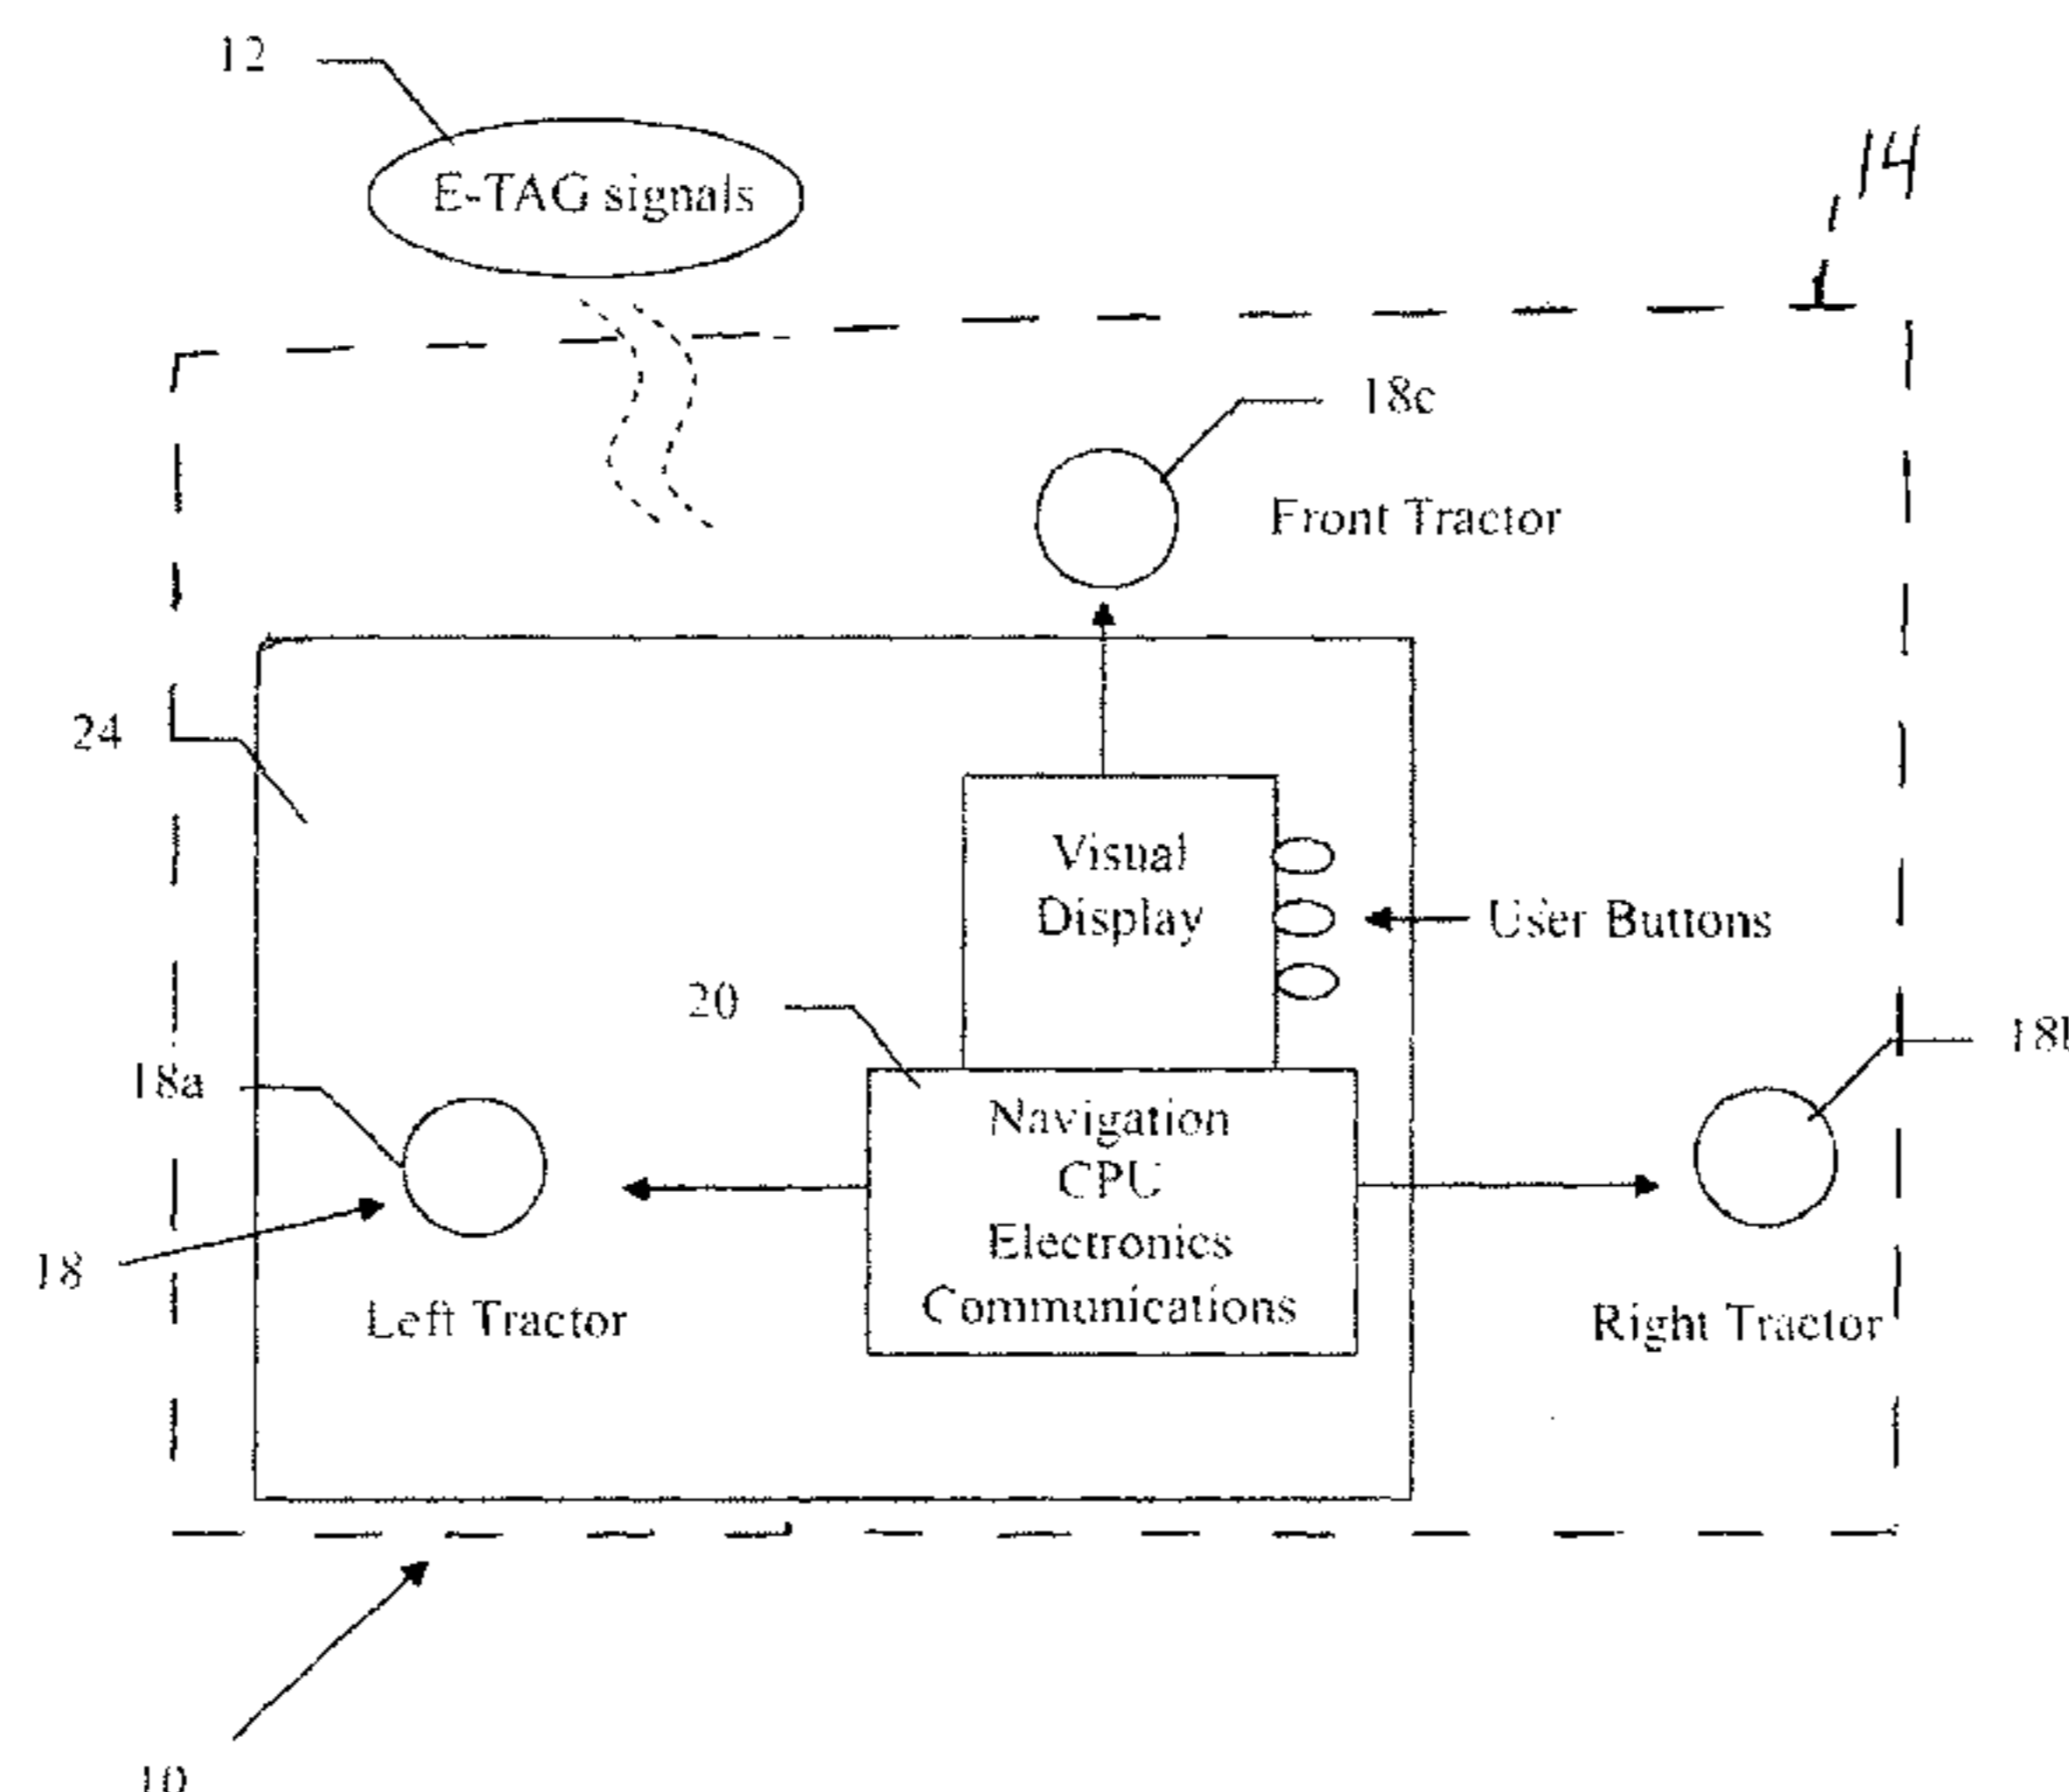 12
E-TAG signals
14
18c
Front Tractor
24
Visual
Display
User Buttons
20
18a
Navigation
CPU
Electronics
Communications
18
Left Tractor
Right Tractor
10